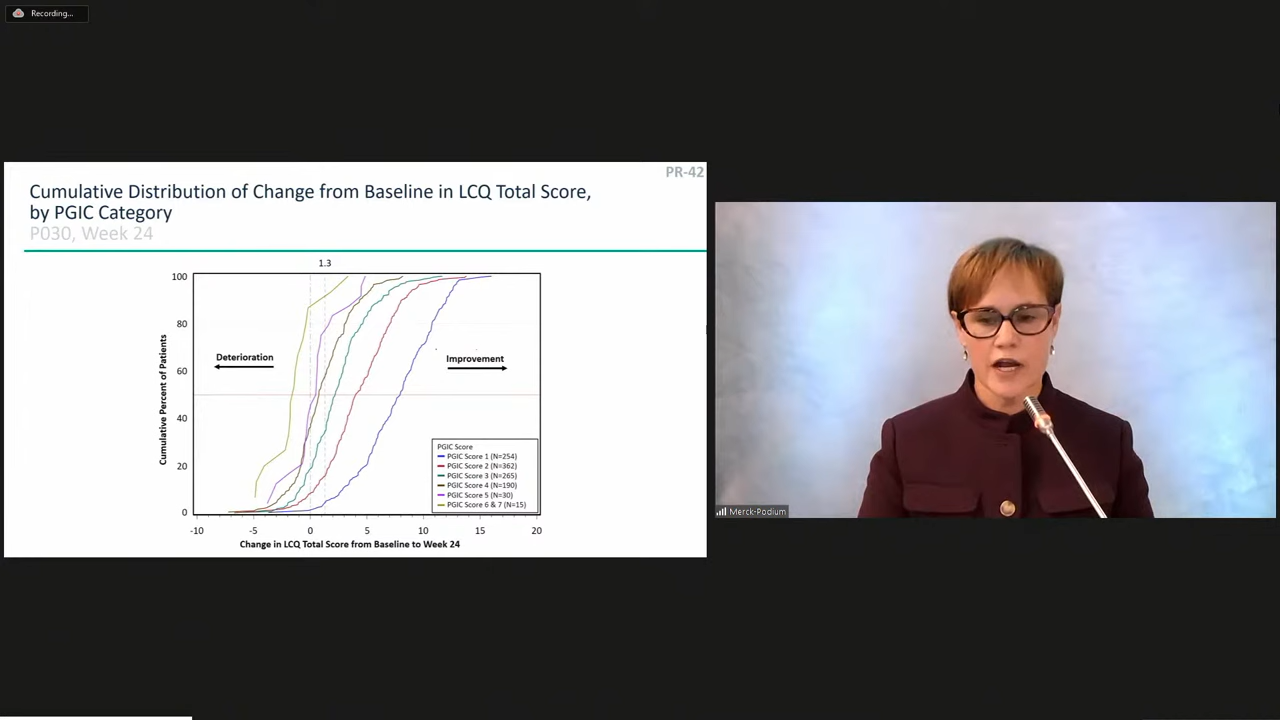 Recording...
PR-42
Cumulative Distribution of Change from Baseline in LCQ Total Score,
by PGIC Category
P030, Week 24
1.3
100
80
60
40
20
0
Cumulative Percent of Patients
Deterioration
Improvement
PGIC Score
PGIC Score 1 (N=254)
PGIC Score 2 (N=362)
PGIC Score 3 (N=265)
PGIC Score 4 (N=190)
PGIC Score 5 (N=30)
PGIC Score 6 & 7 (N=15)
-10 -5 0 5 10 15 20
Change in LCQ Total Score from Baseline to Week 24
Merck-Podium